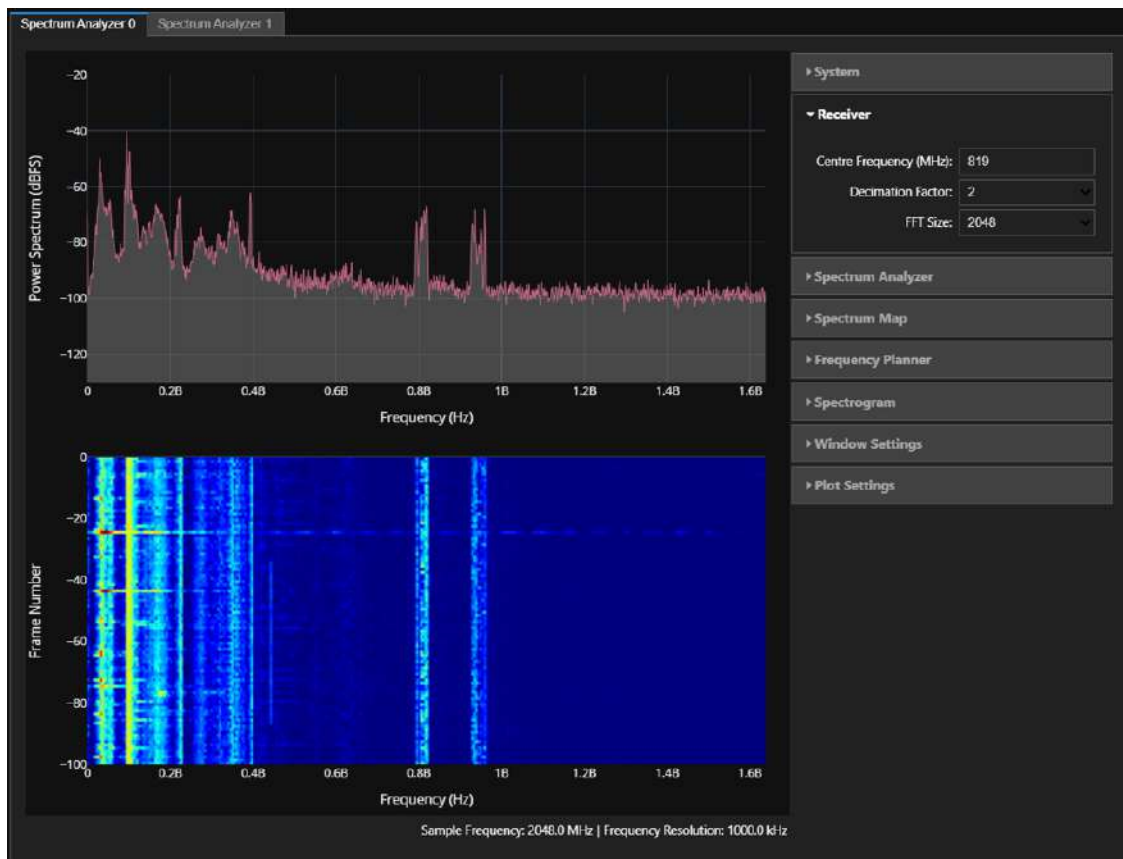 Spectrum Analyzer 0 Spectrum Analyzer 1
−20
−40
−60
−80
−100
−120
Power Spectrum (dBFS)
0 0.2B 0.4B 0.6B 0.8B 1B 1.2B 1.4B 1.6B
Frequency (Hz)
0
−20
−40
−60
−80
−100
Frame Number
0 0.2B 0.4B 0.6B 0.8B 1B 1.2B 1.4B 1.6B
Frequency (Hz)
Sample Frequency: 2048.0 MHz | Frequency Resolution: 1000.0 kHz
System
Receiver
Centre Frequency (MHz): 819
Decimation Factor: 2
FFT Size: 2048
Spectrum Analyzer
Spectrum Map
Frequency Planner
Spectrogram
Window Settings
Plot Settings